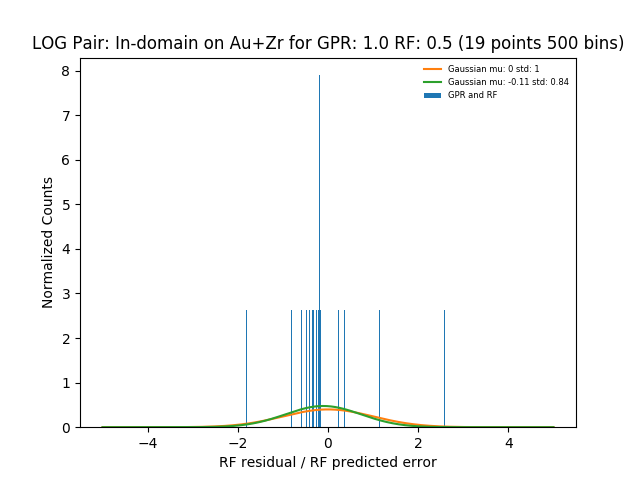 LOG Pair: In-domain on Au+Zr for GPR: 1.0 RF: 0.5 (19 points 500 bins)
Gaussian mu: 0 std: 1
Gaussian mu: -0.11 std: 0.84
GPR and RF
Normalized Counts
8
7
6
5
4
3
2
1
0
−4 −2 0 2 4
RF residual / RF predicted error